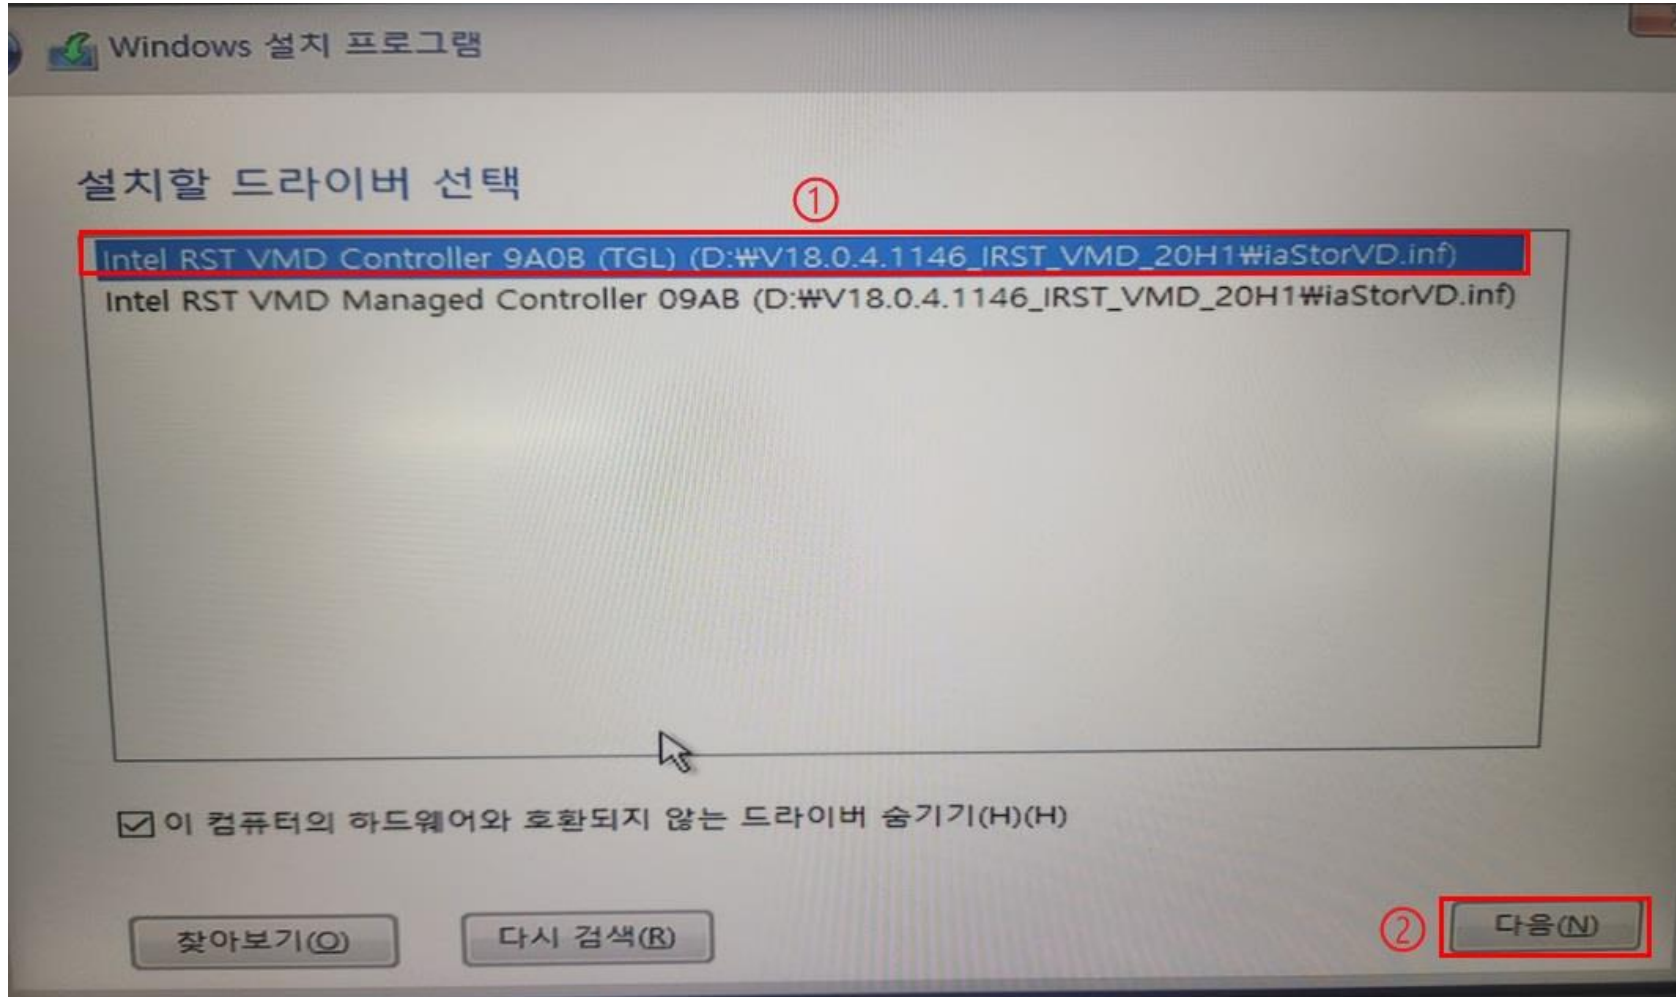 Windows 설치 프로그램
설치할 드라이버 선택
①
Intel RST VMD Controller 9A0B (TGL) (D:₩V18.0.4.1146_IRST_VMD_20H1₩iaStorVD.inf)
Intel RST VMD Managed Controller 09AB (D:₩V18.0.4.1146_IRST_VMD_20H1₩iaStorVD.inf)
이 컴퓨터의 하드웨어와 호환되지 않는 드라이버 숨기기(H)(H)
찾아보기(O)
다시 검색(R)
②
다음(N)